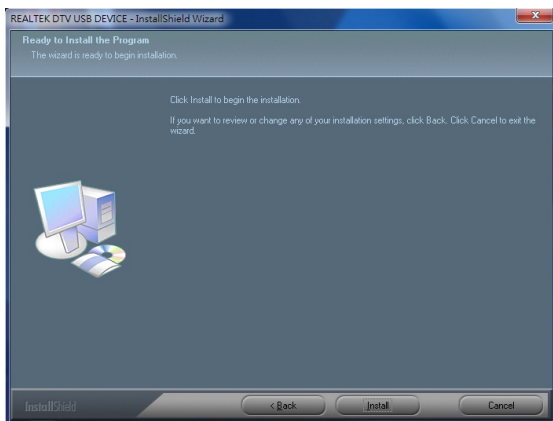 REALTEK DTV USB DEVICE - InstallShield Wizard
Ready to Install the Program
The wizard is ready to begin installation.
Click Install to begin the installation.
If you want to review or change any of your installation settings, click Back. Click Cancel to exit the
wizard.
InstallShield
< Back
Install
Cancel